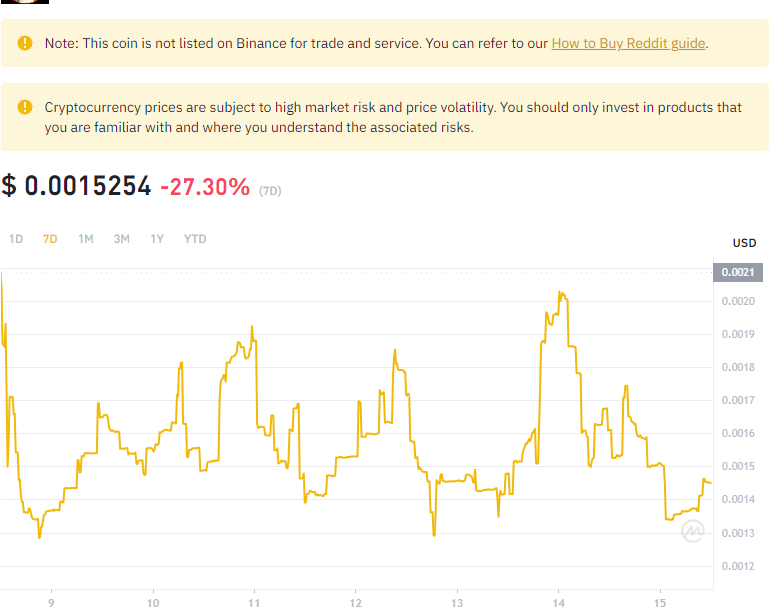 Note: This coin is not listed on Binance for trade and service. You can refer to our How to Buy Reddit guide.
Cryptocurrency prices are subject to high market risk and price volatility. You should only invest in products that
you are familiar with and where you understand the associated risks.
$ 0.0015254 -27.30% (7D)
1D 7D 1M 3M 1Y YTD
USD
0.0021
0.0020
0.0019
0.0018
0.0017
0.0016
0.0015
0.0014
0.0013
0.0012
9 10 11 12 13 14 15